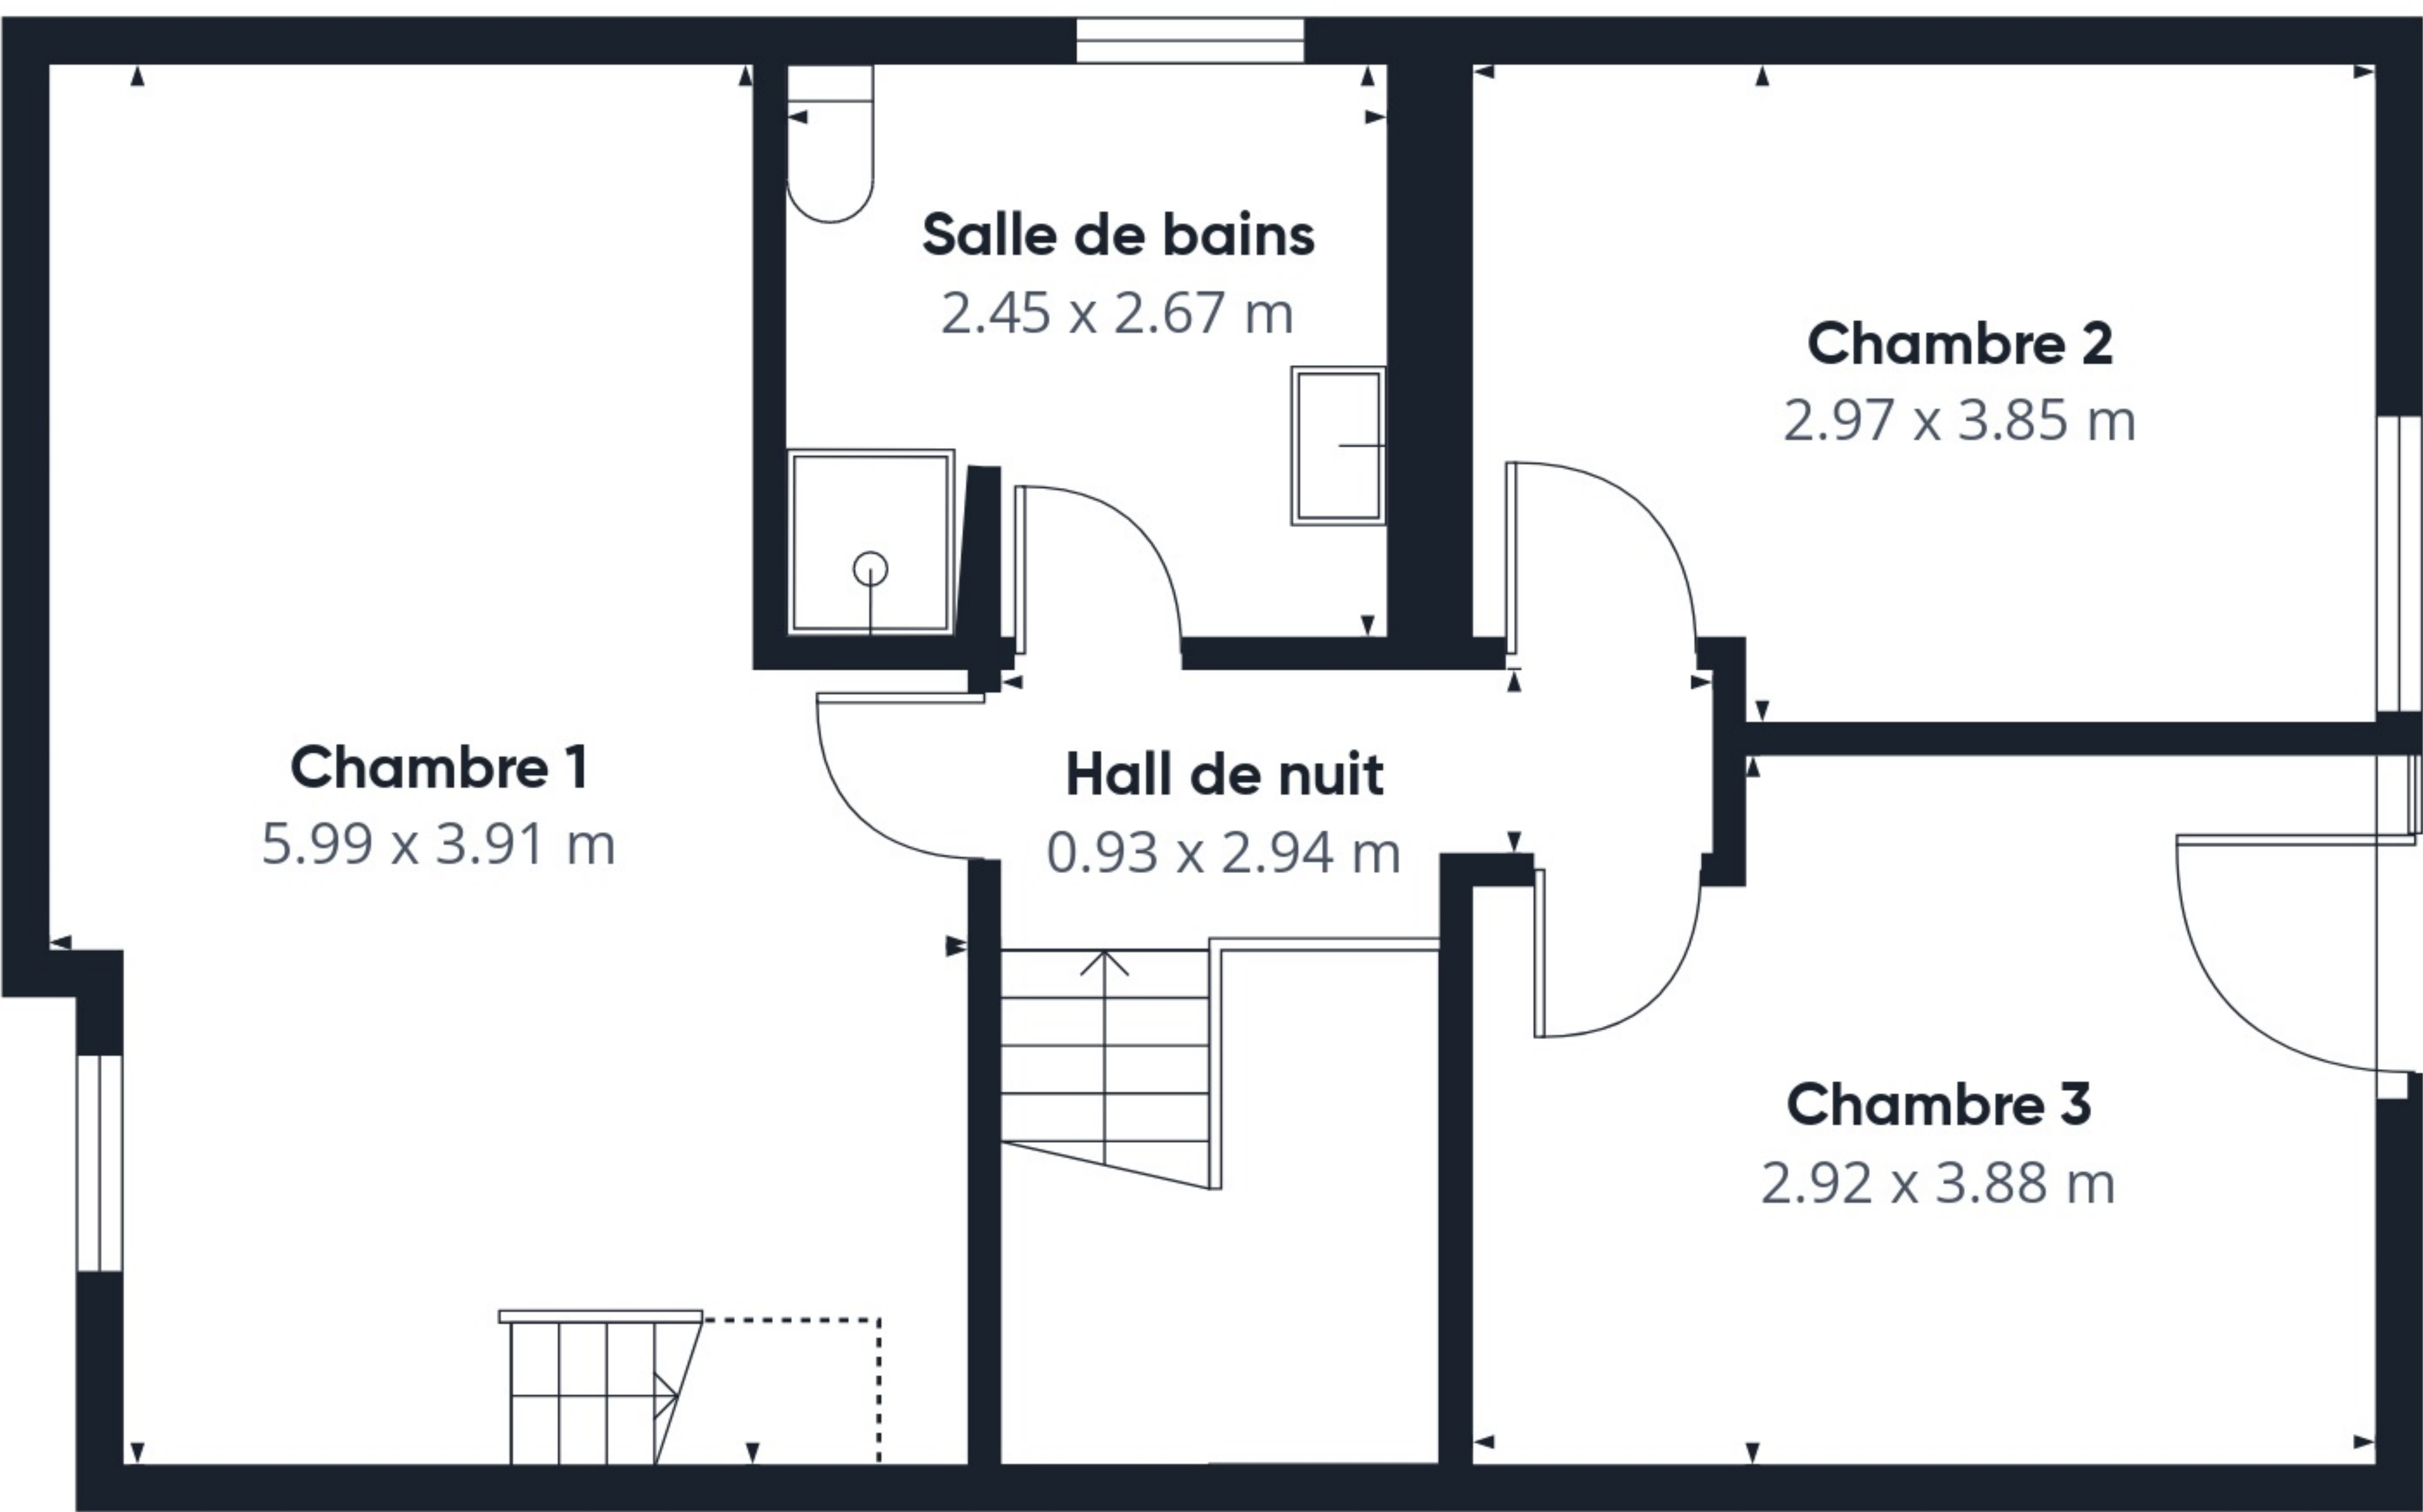 Salle de bains
2.45 x 2.67 m
Chambre 2
2.97 x 3.85 m
Chambre 1
5.99 x 3.91 m
Hall de nuit
0.93 x 2.94 m
Chambre 3
2.92 x 3.88 m